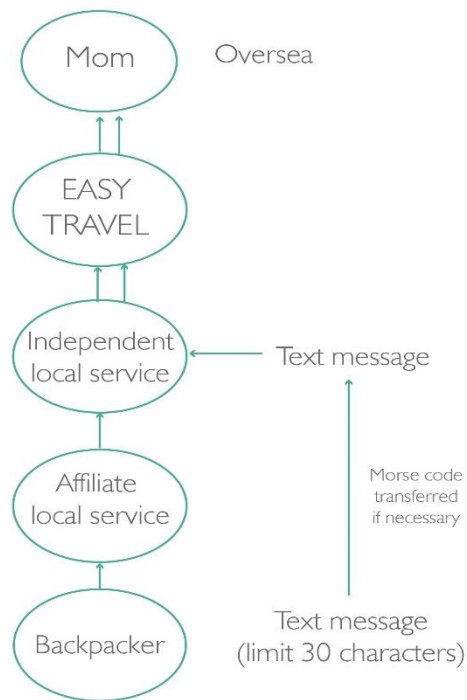 Mom
Oversea
EASY
TRAVEL
Independent
local service
Text message
Affiliate
local service
Morse code
transferred
if necessary
Backpacker
Text message
(limit 30 characters)